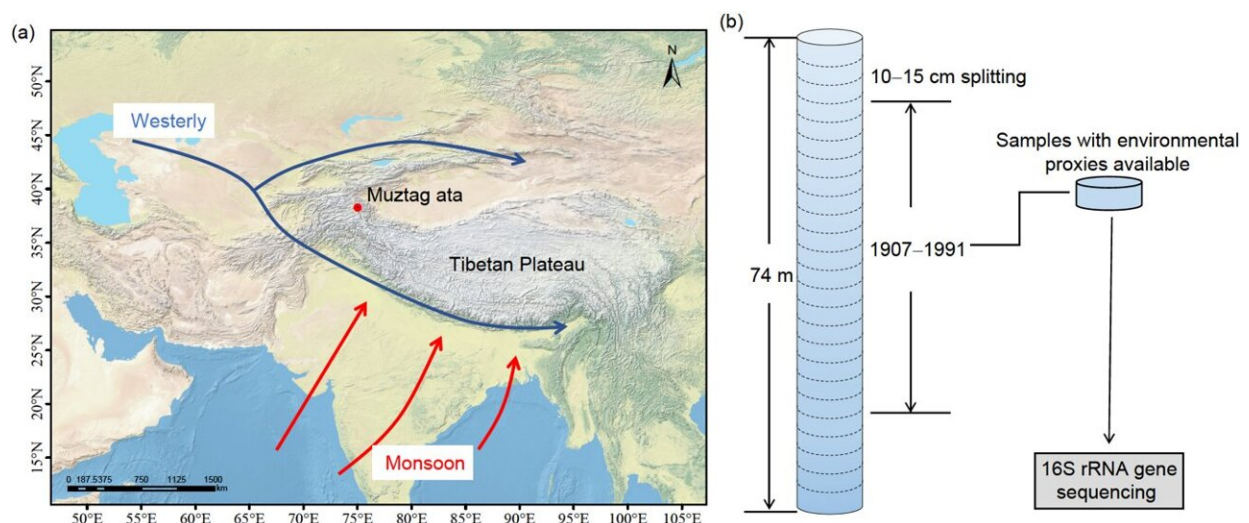 (a)
N
50°N
45°N
40°N
35°N
30°N
25°N
20°N
15°N
Westerly
Muztag ata
Tibetan Plateau
Monsoon
0 187.5375 750 1125 1500
km
50°E 55°E 60°E 65°E 70°E 75°E 80°E 85°E 90°E 95°E 100°E 105°E
(b)
10–15 cm splitting
Samples with environmental
proxies available
1907–1991
74 m
16S rRNA gene
sequencing